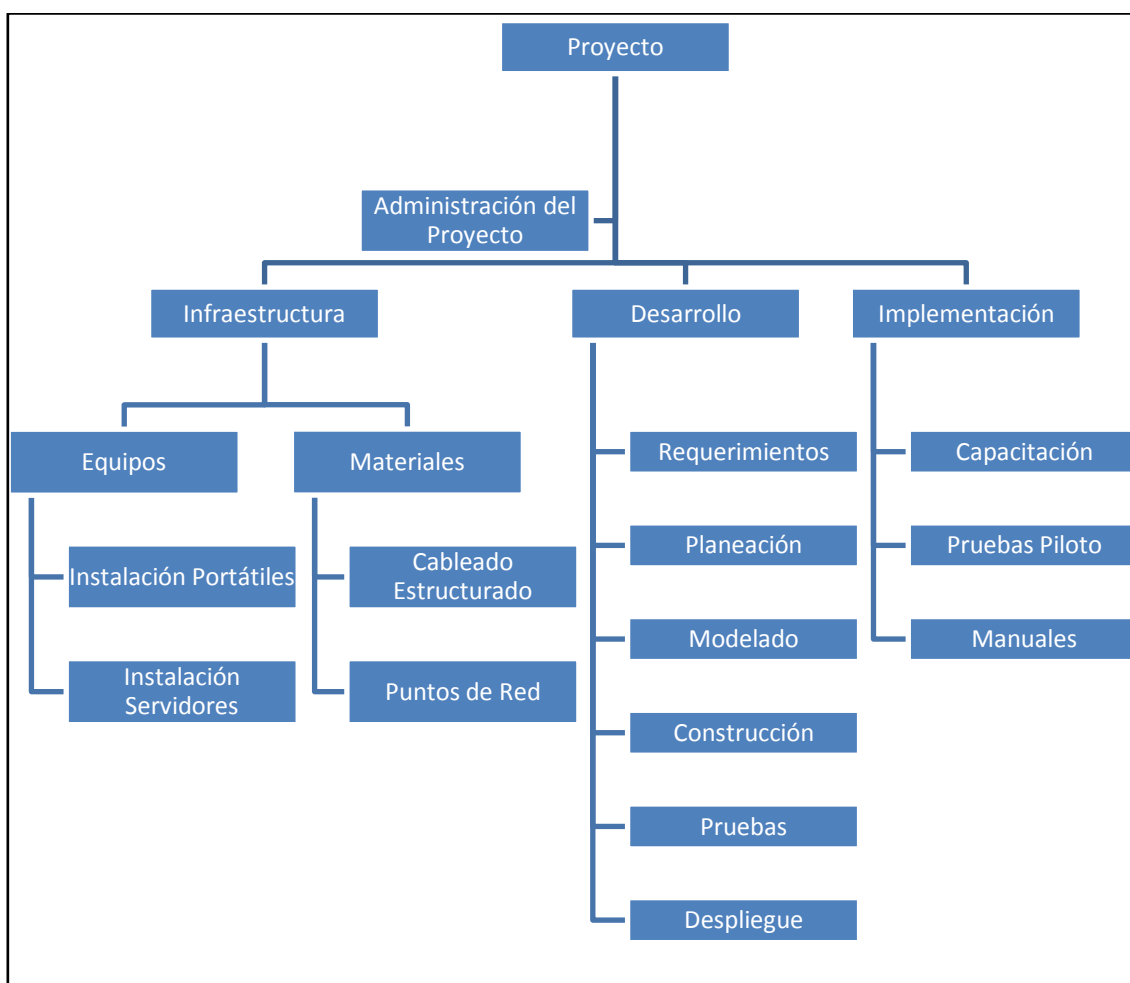 Proyecto
Administración del
Proyecto
Infraestructura
Desarrollo
Implementación
Equipos
Materiales
Requerimientos
Capacitación
Instalación Portátiles
Cableado
Estructurado
Planeación
Pruebas Piloto
Instalación
Servidores
Puntos de Red
Modelado
Manuales
Construcción
Pruebas
Despliegue